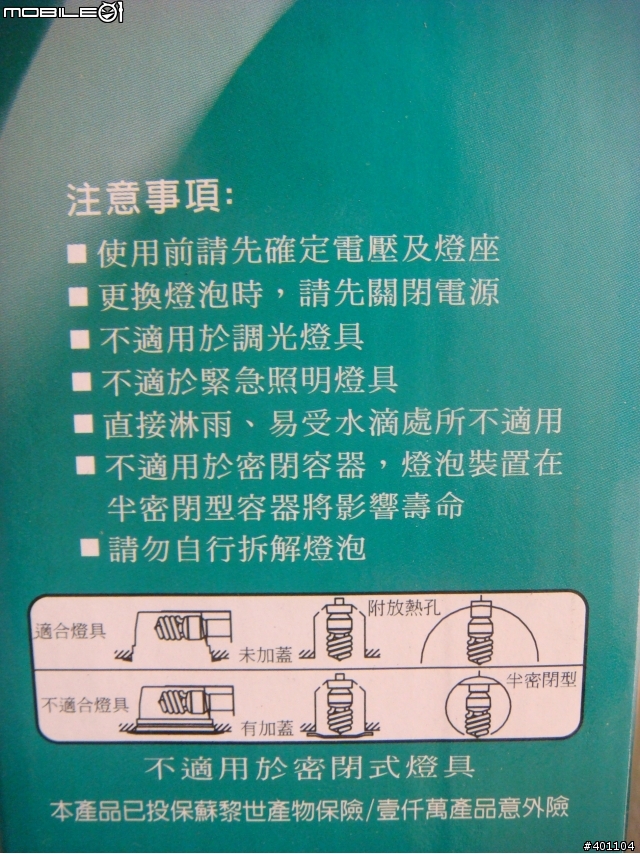 MOBILE01
注意事項:
■使用前請先確定電壓及燈座
■更換燈泡時，請先關閉電源
■不適用於調光燈具
■不適於緊急照明燈具
■直接淋雨、易受水滴處所不適用
■不適用於密閉容器，燈泡裝置在
半密閉型容器將影響壽命
■請勿自行拆解燈泡
適合燈具 未加蓋 附放熱孔
不適合燈具 有加蓋 半密閉型
不適用於密閉式燈具
本產品已投保蘇黎世產物保險/壹仟萬產品意外險
#401104